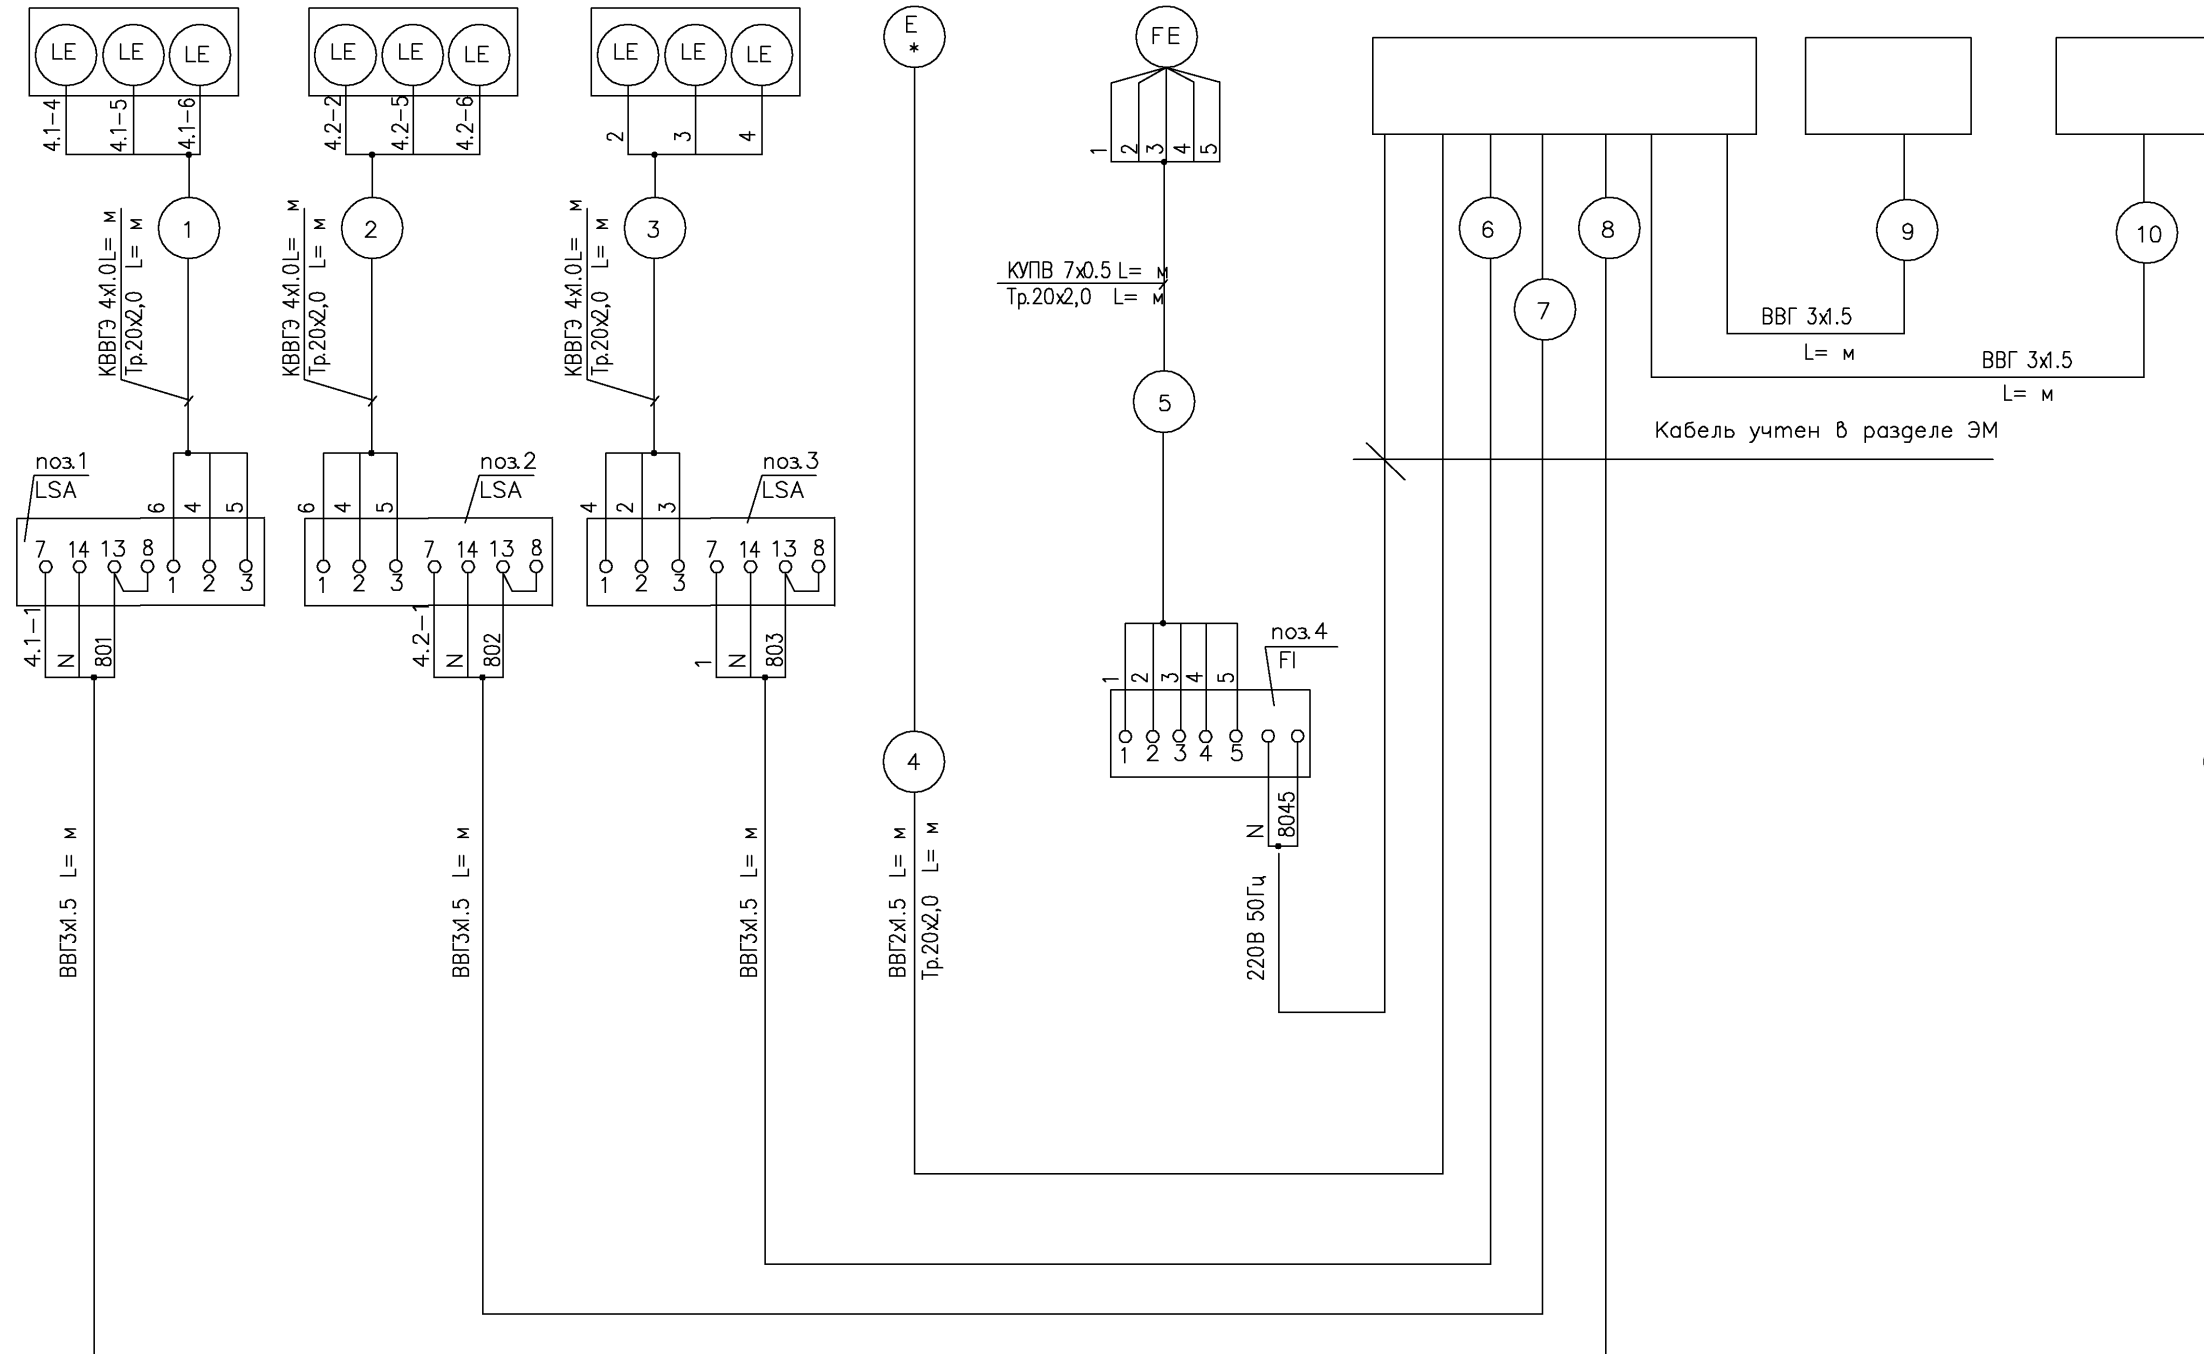 LE LE LE
LE LE LE
LE LE LE
E
*
FE
4.1-4
4.1-5
4.1-6
4.2-2
4.2-5
4.2-6
2
3
4
1
2
3
4
5
1
2
3
6
8
9
10
7
КВВГЭ 4х1.0L= м
Тр.20х2,0 L= м
КВВГЭ 4х1.0L= м
Тр.20х2,0 L= м
КВВГЭ 4х1.0L= м
Тр.20х2,0 L= м
КУПВ 7х0.5 L= м
Тр.20х2,0 L= м
ВВГ 3х1.5
L= м
ВВГ 3х1.5
L= м
5
Кабель учтен в разделе ЭМ
поз.1
LSA
поз.2
LSA
поз.3
LSA
6
4
5
6
4
5
4
2
3
7 14 13 8
1 2 3
7 14 13 8
1 2 3
7 14 13 8
1 2 3
4.1-1
N
801
4.2-1
N
802
1
N
803
поз.4
FI
1
2
3
4
5
1 2 3 4 5
N
8045
4
ВВГ3х1.5 L= м
ВВГ3х1.5 L= м
ВВГ3х1.5 L= м
ВВГ2х1.5 L= м
Тр.20х2,0 L= м
220В 50Гц